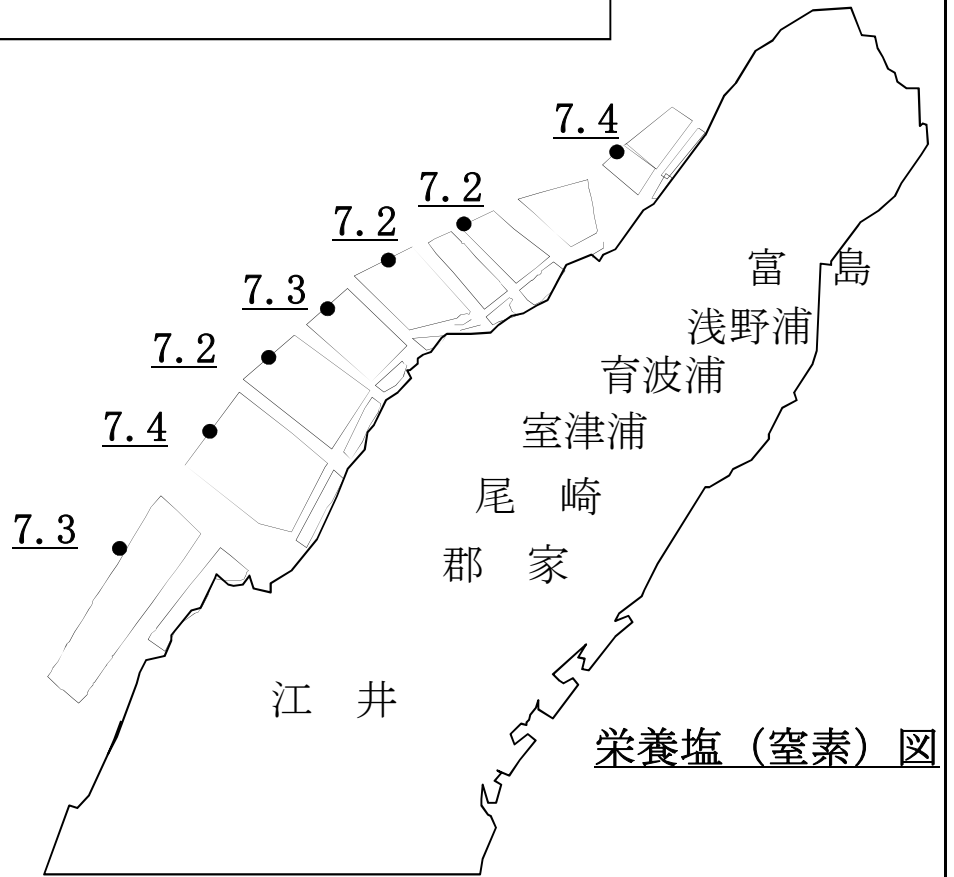 7.4
7.2
7.2
7.3
7.2
7.4
7.3
富　島
浅野浦
育波浦
室津浦
尾　崎
郡　家
江　井
栄養塩（窒素）図